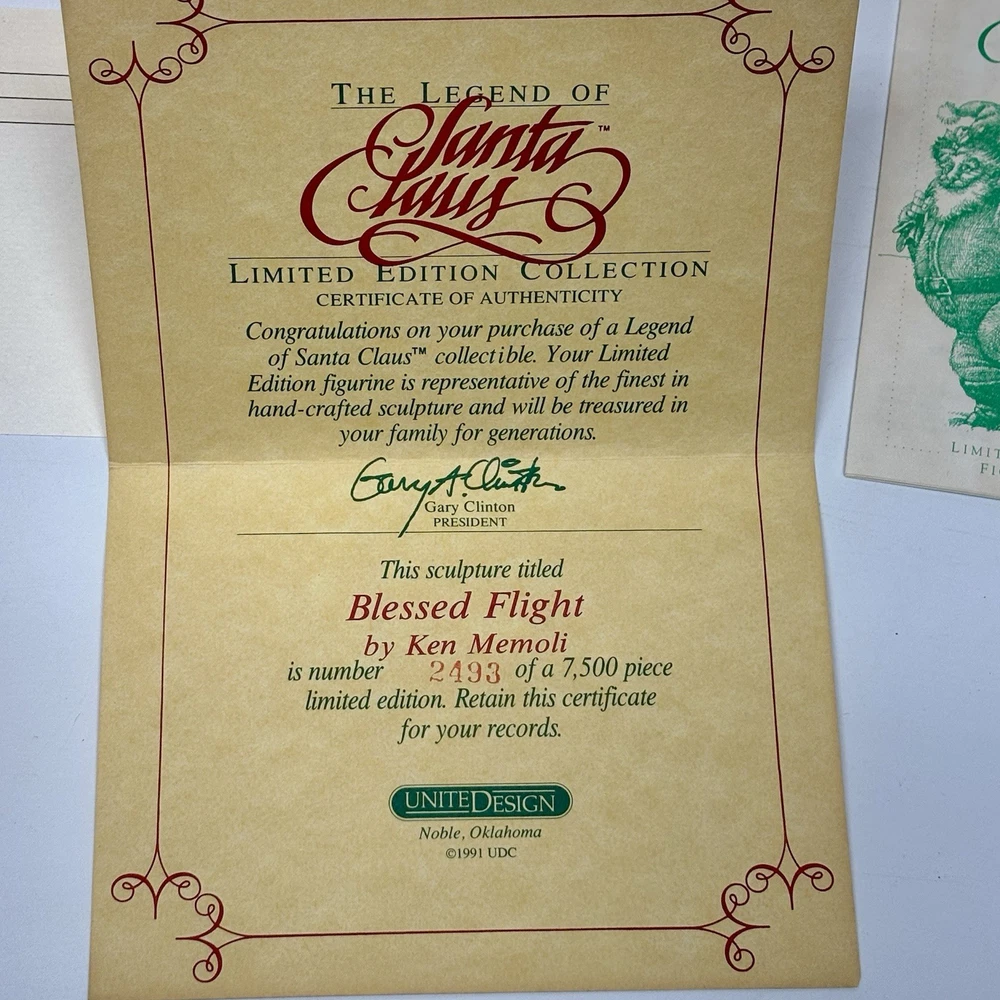 THE LEGEND OF
Santa™
Claus
LIMITED EDITION COLLECTION
CERTIFICATE OF AUTHENTICITY
Congratulations on your purchase of a Legend
of Santa Claus™ collectible. Your Limited
Edition figurine is representative of the finest in
hand-crafted sculpture and will be treasured in
your family for generations.
Gary A. Clinton
Gary Clinton
PRESIDENT
This sculpture titled
Blessed Flight
by Ken Memoli
is number 2493 of a 7,500 piece
limited edition. Retain this certificate
for your records.
UNITEDESIGN
Noble, Oklahoma
©1991 UDC